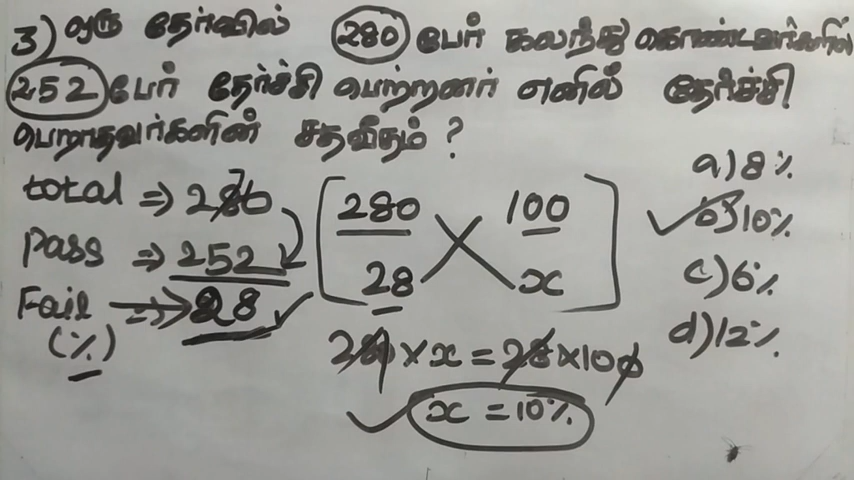 3) ஒரு தேர்வில் 280 பேர் கலந்து கொண்டவர்களில்
252 பேர் தேர்ச்சி பெற்றனர் எனில் தேர்ச்சி
பெறாதவர்களின் சதவீதம் ?
total => 280
Pass => 252
Fail => 28
(%)
280 100
28 x
280 × x = 28 × 100
x = 10%
a) 8%
b) 10%
c) 6%
d) 12%